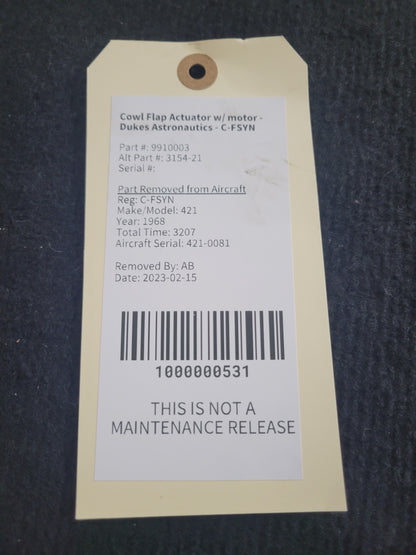 Cowl Flap Actuator w/ motor -
Dukes Astronautics - C-FSYN
Part #: 9910003
Alt Part #: 3154-21
Serial #:
Part Removed from Aircraft
Reg: C-FSYN
Make/Model: 421
Year: 1968
Total Time: 3207
Aircraft Serial: 421-0081
Removed By: AB
Date: 2023-02-15
1000000531
THIS IS NOT A
MAINTENANCE RELEASE